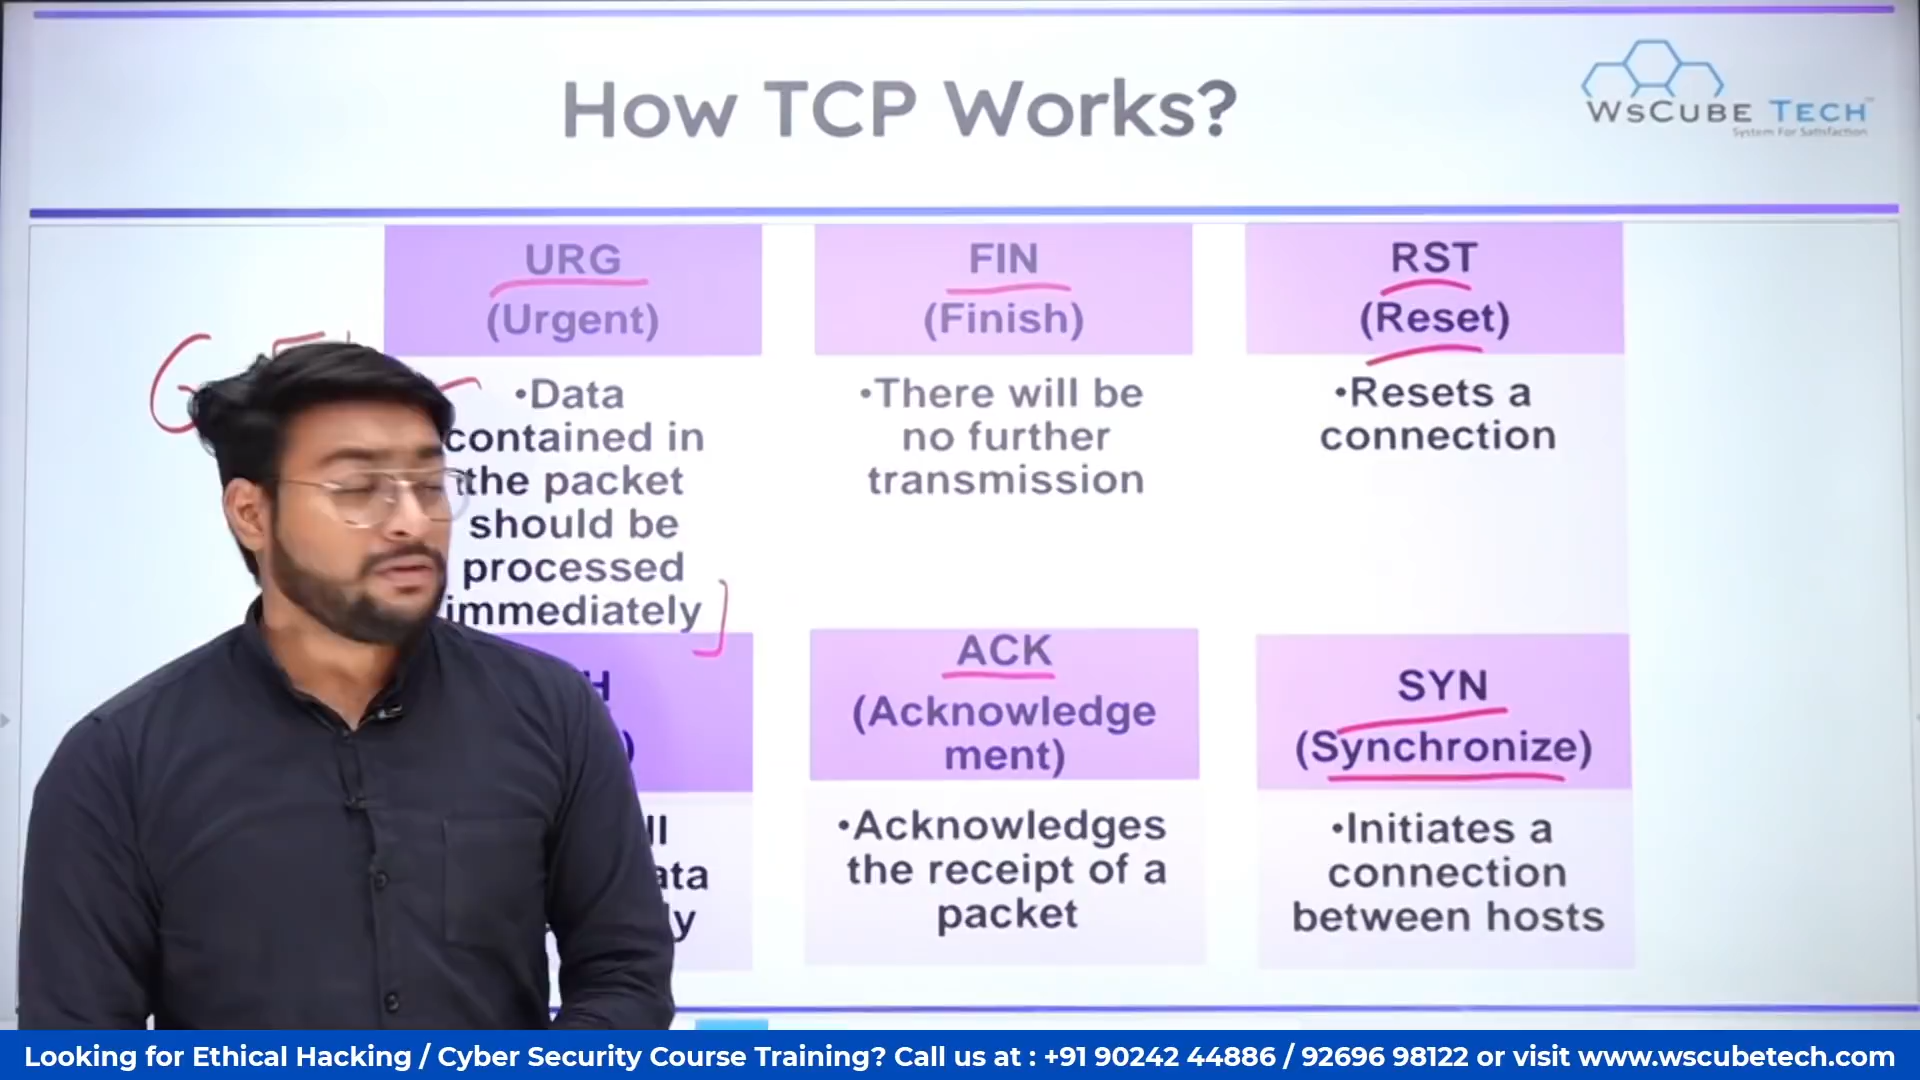 How TCP Works?
WSCUBE TECH
System For Satisfaction
URG
(Urgent)
•Data
contained in
the packet
should be
processed
immediately
FIN
(Finish)
•There will be
no further
transmission
RST
(Reset)
•Resets a
connection
ACK
(Acknowledge
ment)
•Acknowledges
the receipt of a
packet
SYN
(Synchronize)
•Initiates a
connection
between hosts
Looking for Ethical Hacking / Cyber Security Course Training? Call us at : +91 90242 44886 / 92696 98122 or visit www.wscubetech.com